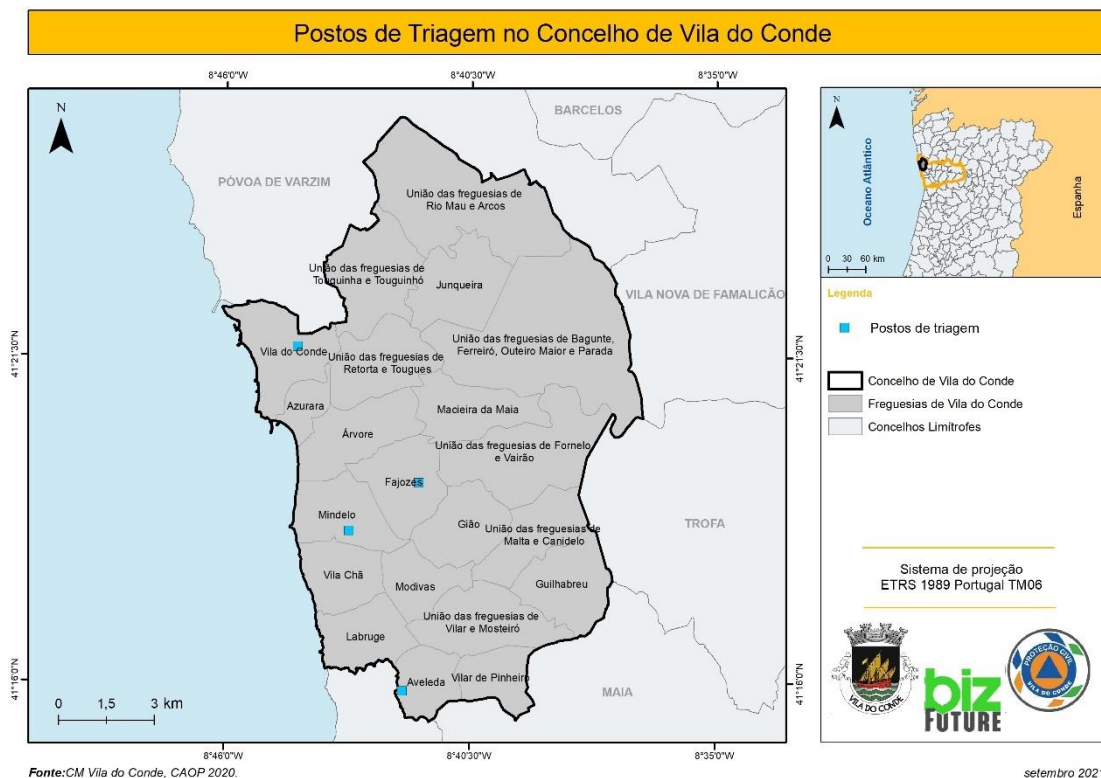 Postos de Triagem no Concelho de Vila do Conde
8°46'0"W
8°40'30"W
8°35'0"W
N
BARCELOS
PÓVOA DE VARZIM
União das freguesias de
Rio Mau e Arcos
União das freguesias de
Touguinha e Touguinhó
Junqueira
VILA NOVA DE FAMALICÃO
41°21'30"N
41°21'30"N
Vila do Conde
União das freguesias de
Retorta e Tougues
União das freguesias de Bagunte,
Ferreiró, Outeiro Maior e Parada
Azurara
Macieira da Maia
Árvore
União das freguesias de Fornelo
e Vairão
Fajozes
Mindelo
Gião
União das freguesias de
Malta e Canidelo
TROFA
Vila Chã
Modivas
Guilhabreu
União das freguesias de
Vilar e Mosteiró
Labruge
Aveleda
Vilar de Pinheiro
MAIA
41°16'0"N
41°16'0"N
0 1,5 3 km
8°46'0"W
8°40'30"W
8°35'0"W
Fonte:CM Vila do Conde, CAOP 2020.
N
Oceano Atlântico
Espanha
0 30 60 km
Legenda
Postos de triagem
Concelho de Vila do Conde
Freguesias de Vila do Conde
Concelhos Limítrofes
Sistema de projeção
ETRS 1989 Portugal TM06
VILA DO CONDE
biz
FUTURE
PROTEÇÃO CIVIL
VILA DO CONDE